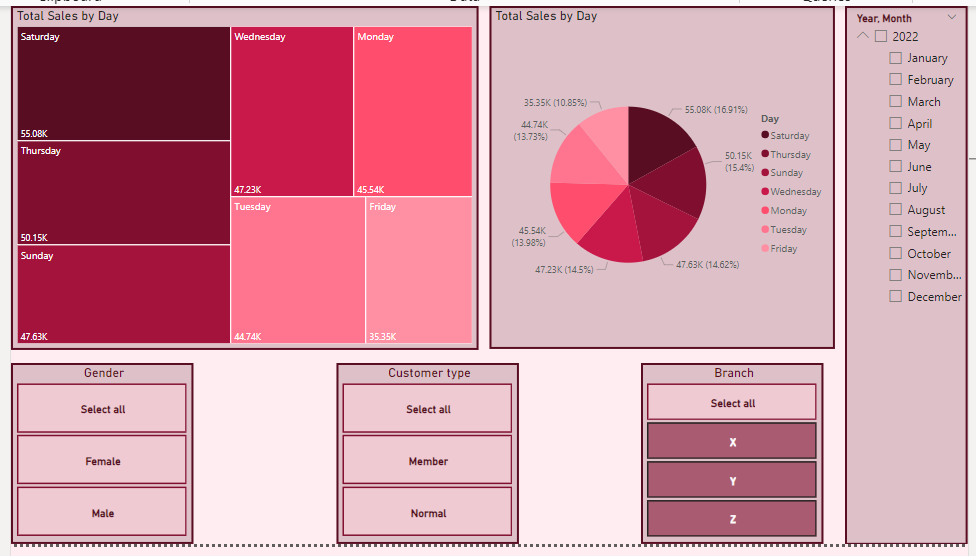 Total Sales by Day
Saturday
55.08K
Thursday
50.15K
Sunday
47.63K
Wednesday
47.23K
Monday
45.54K
Tuesday
44.74K
Friday
35.35K
Total Sales by Day
35.35K (10.85%)
44.74K
(13.73%)
45.54K
(13.98%)
47.23K (14.5%)
55.08K (16.91%)
50.15K
(15.4%)
47.63K (14.62%)
Day
Saturday
Thursday
Sunday
Wednesday
Monday
Tuesday
Friday
Year, Month
2022
January
February
March
April
May
June
July
August
Septem...
October
Novemb...
December
Gender
Select all
Female
Male
Customer type
Select all
Member
Normal
Branch
Select all
X
Y
Z